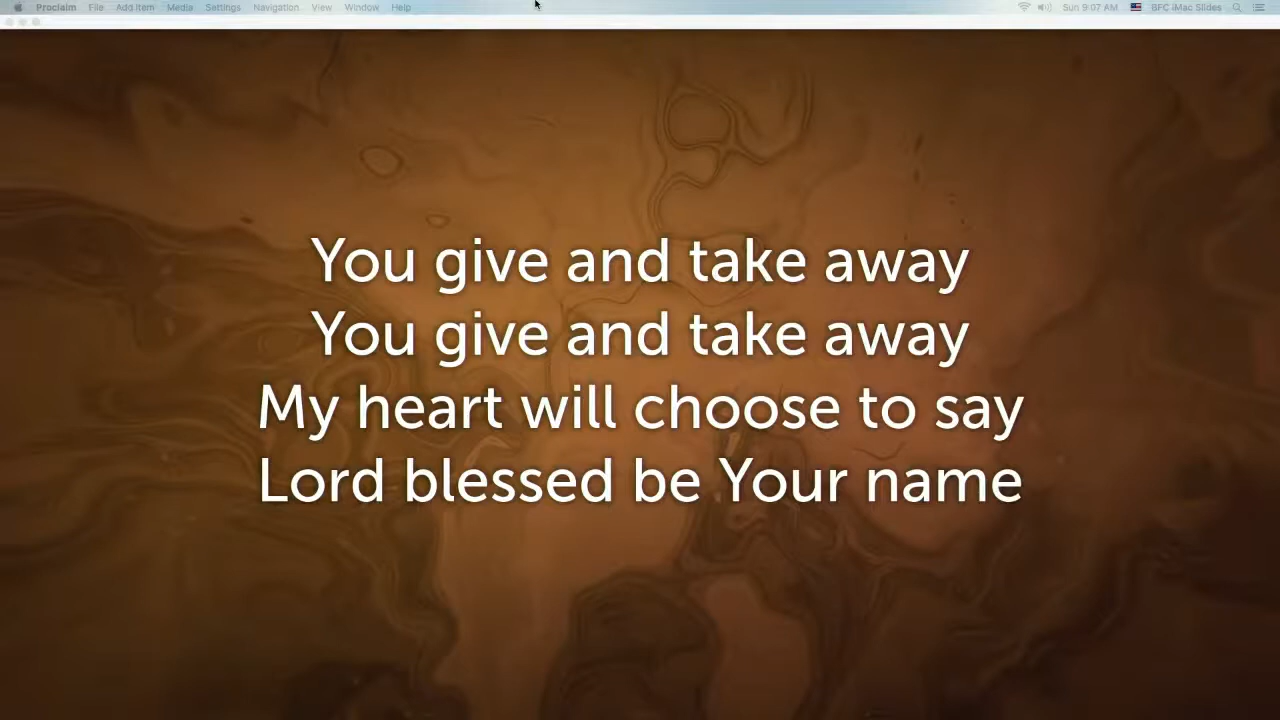 Proclaim File Add Item Media Settings Navigation View Window Help Sun 9:07 AM BFC iMac Slides
You give and take away
You give and take away
My heart will choose to say
Lord blessed be Your name